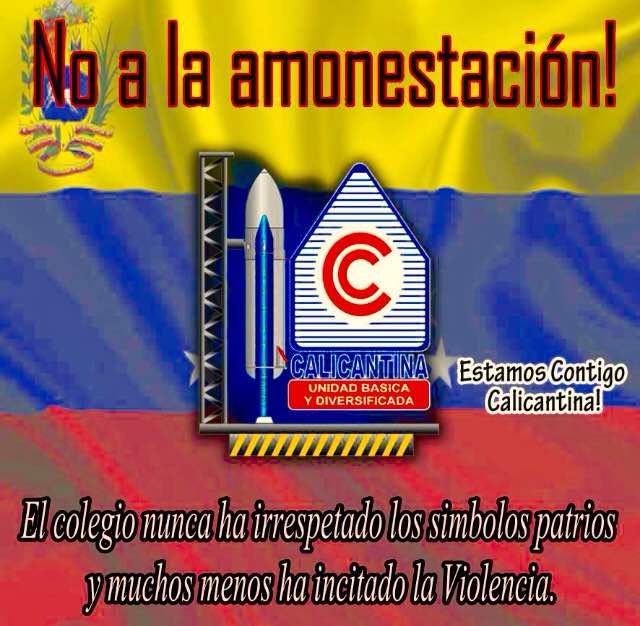 No a la amonestación!
CC
CALICANTINA
UNIDAD BASICA
Y DIVERSIFICADA
Estamos Contigo
Calicantina!
El colegio nunca ha irrespetado los simbolos patrios
y muchos menos ha incitado la Violencia.